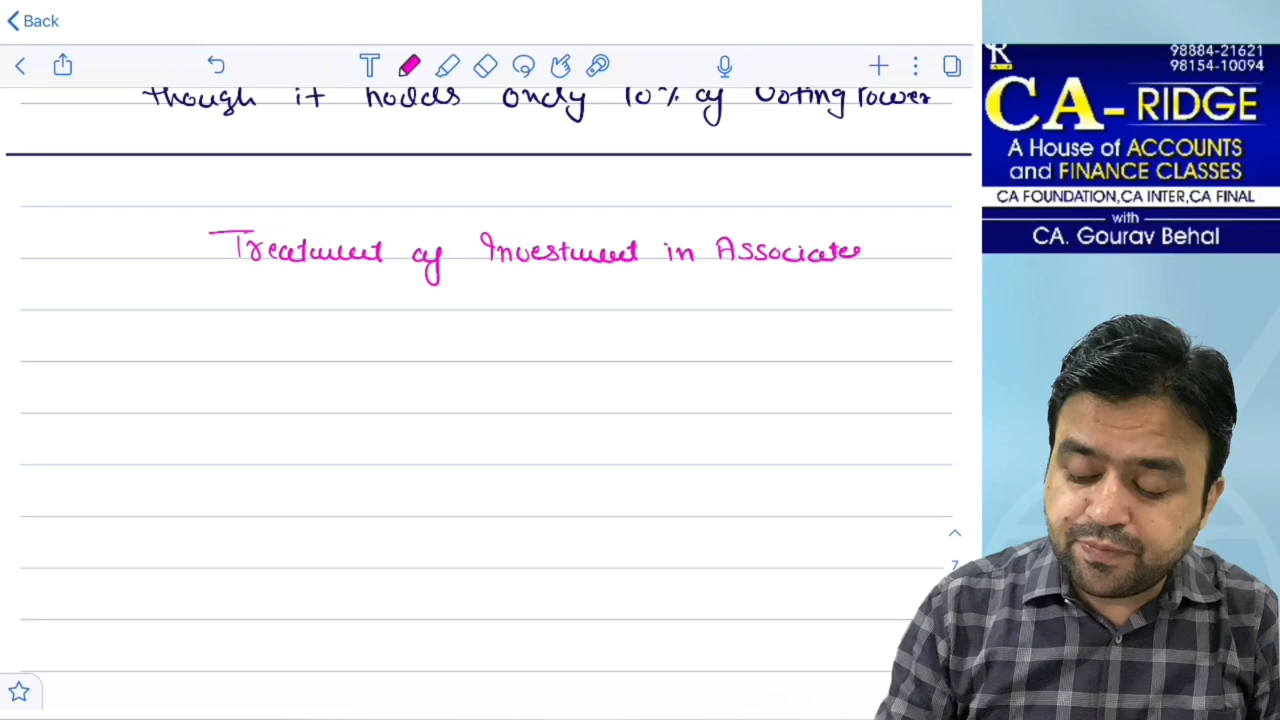 Back
though it holds only 10% of Voting Power
Treatment of Investment in Associates
7
R
98884-21621
98154-10094
CA- RIDGE
A House of ACCOUNTS
and FINANCE CLASSES
CA FOUNDATION,CA INTER,CA FINAL
with
CA. Gourav Behal